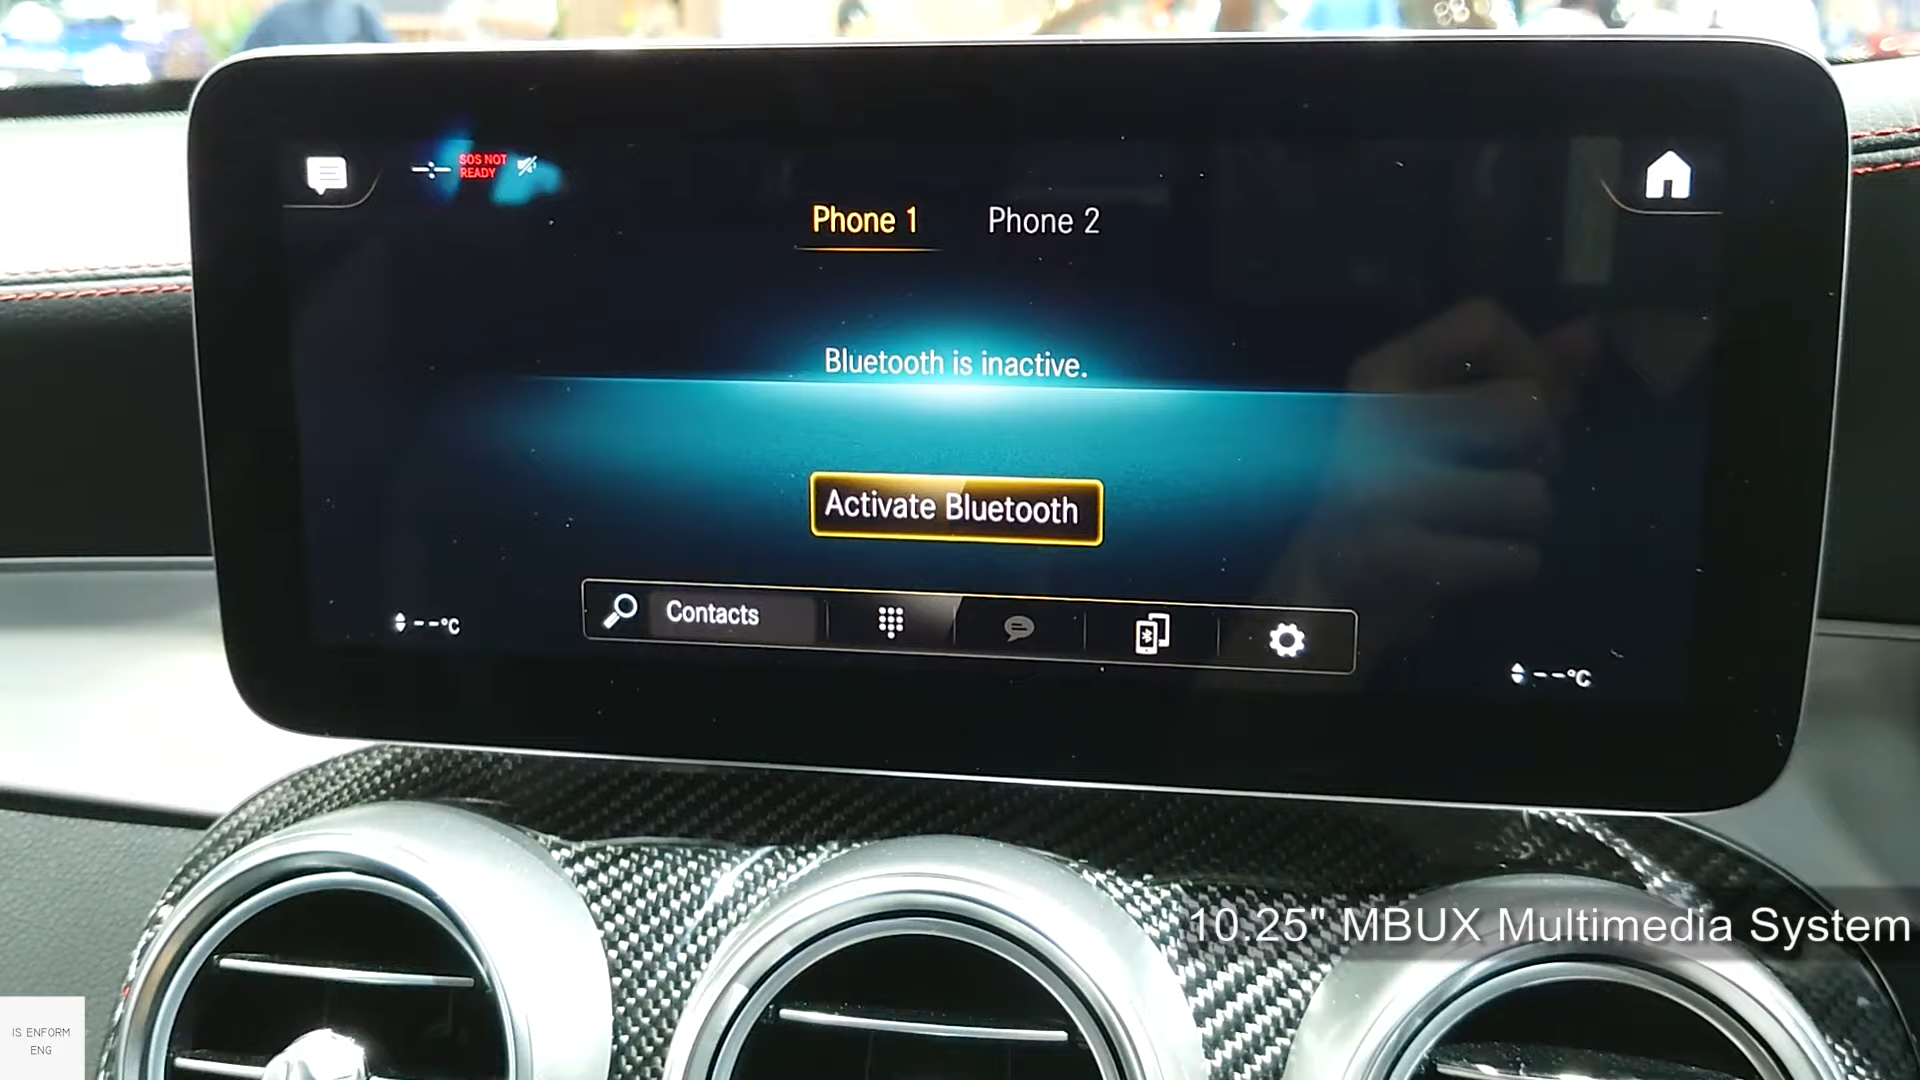 SOS NOT
READY
Phone 1 Phone 2
Bluetooth is inactive.
Activate Bluetooth
Contacts
--°C
--°C
10.25" MBUX Multimedia System
IS ENFORM
ENG